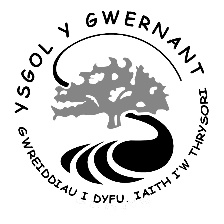 YSGOL Y GWERNANT
GWREIDDIAU I DYFU. IAITH I'W THRYSORI